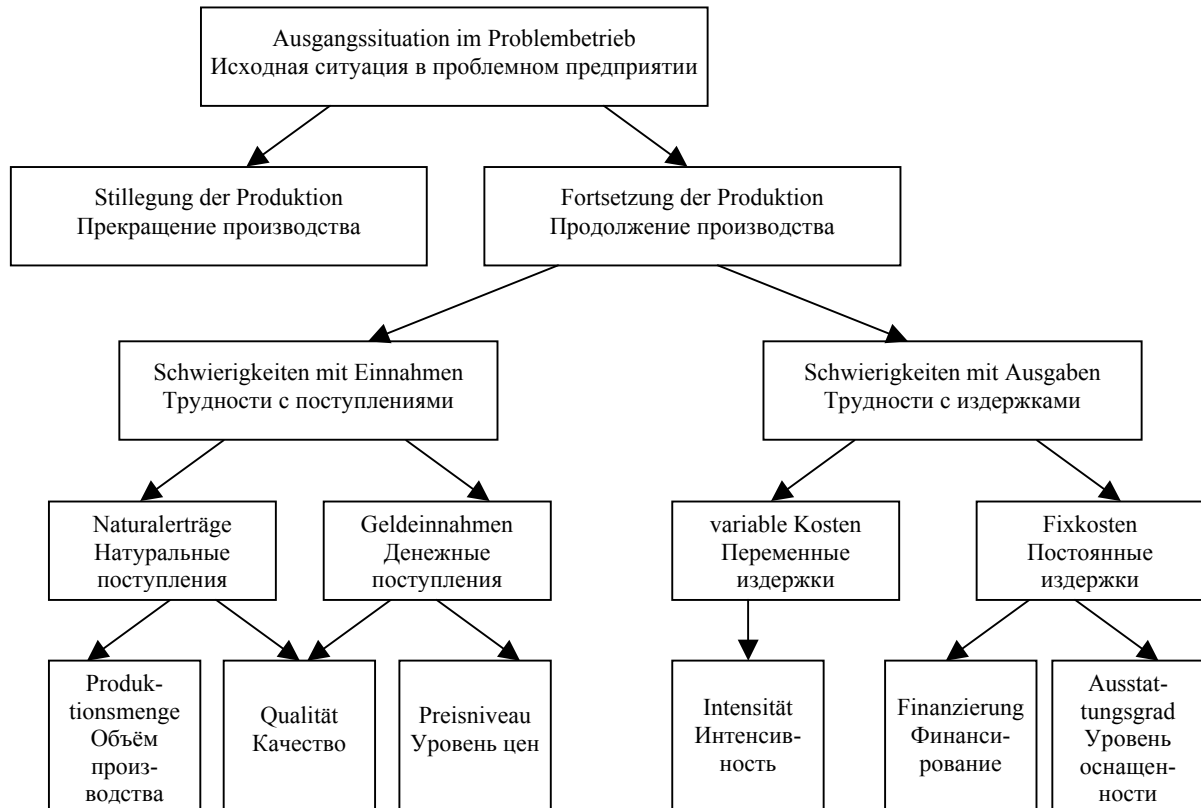 Ausgangssituation im Problembetrieb
Исходная ситуация в проблемном предприятии
Stillegung der Produktion
Прекращение производства
Fortsetzung der Produktion
Продолжение производства
Schwierigkeiten mit Einnahmen
Трудности с поступлениями
Schwierigkeiten mit Ausgaben
Трудности с издержками
Naturalerträge
Натуральные
поступления
Geldeinnahmen
Денежные
поступления
variable Kosten
Переменные
издержки
Fixkosten
Постоянные
издержки
Produk-
tionsmenge
Объём
произ-
водства
Qualität
Качество
Preisniveau
Уровень цен
Intensität
Интенсив-
ность
Finanzierung
Финанси-
рование
Ausstat-
tungsgrad
Уровень
оснащен-
ности